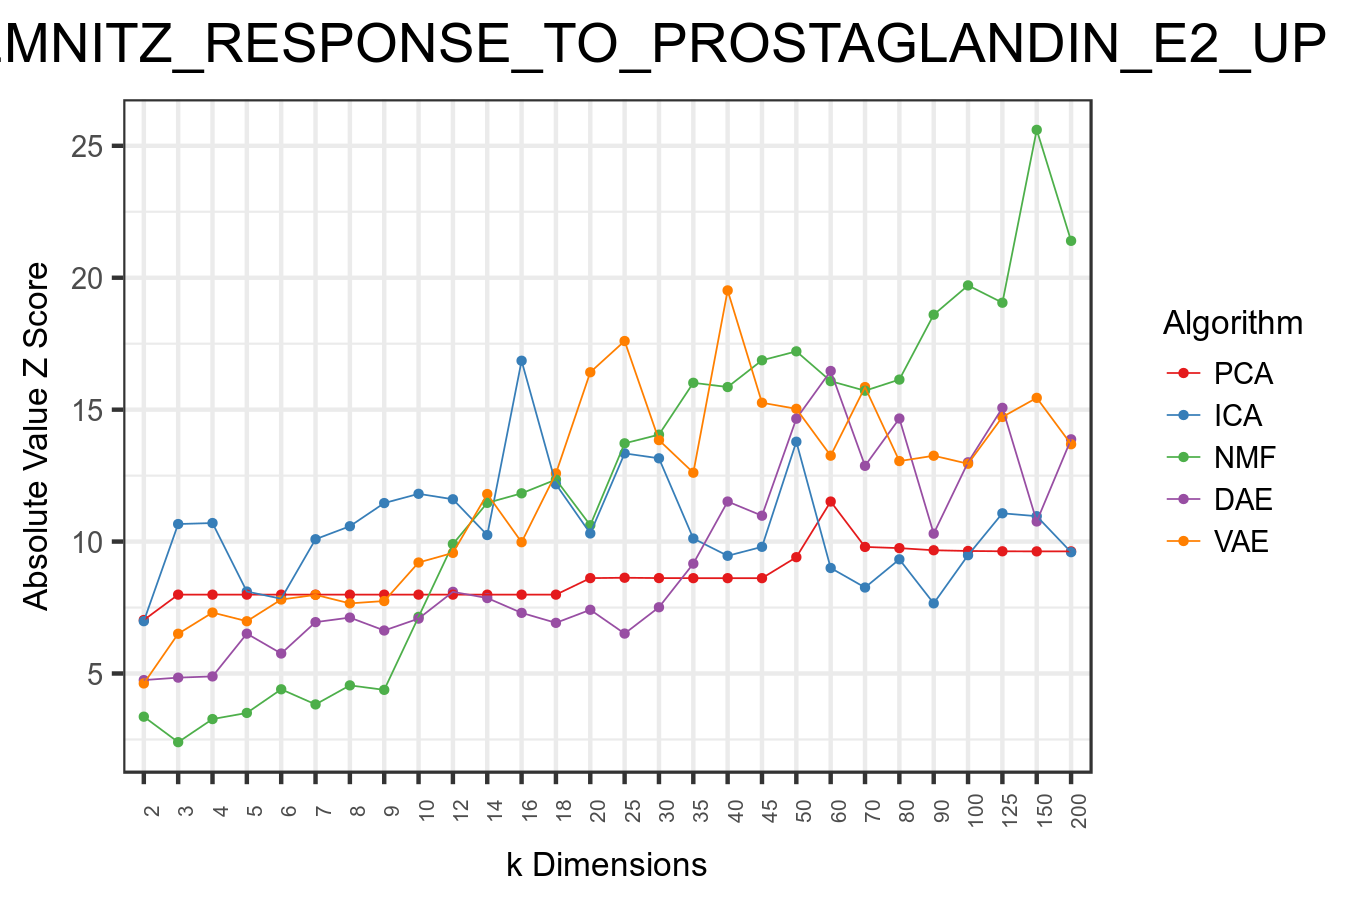 MNITZ_RESPONSE_TO_PROSTAGLANDIN_E2_UP
25
20
15
10
5
Absolute Value Z Score
2 3 4 5 6 7 8 9 10 12 14 16 18 20 25 30 35 40 45 50 60 70 80 90 100 125 150 200
k Dimensions
Algorithm
PCA
ICA
NMF
DAE
VAE